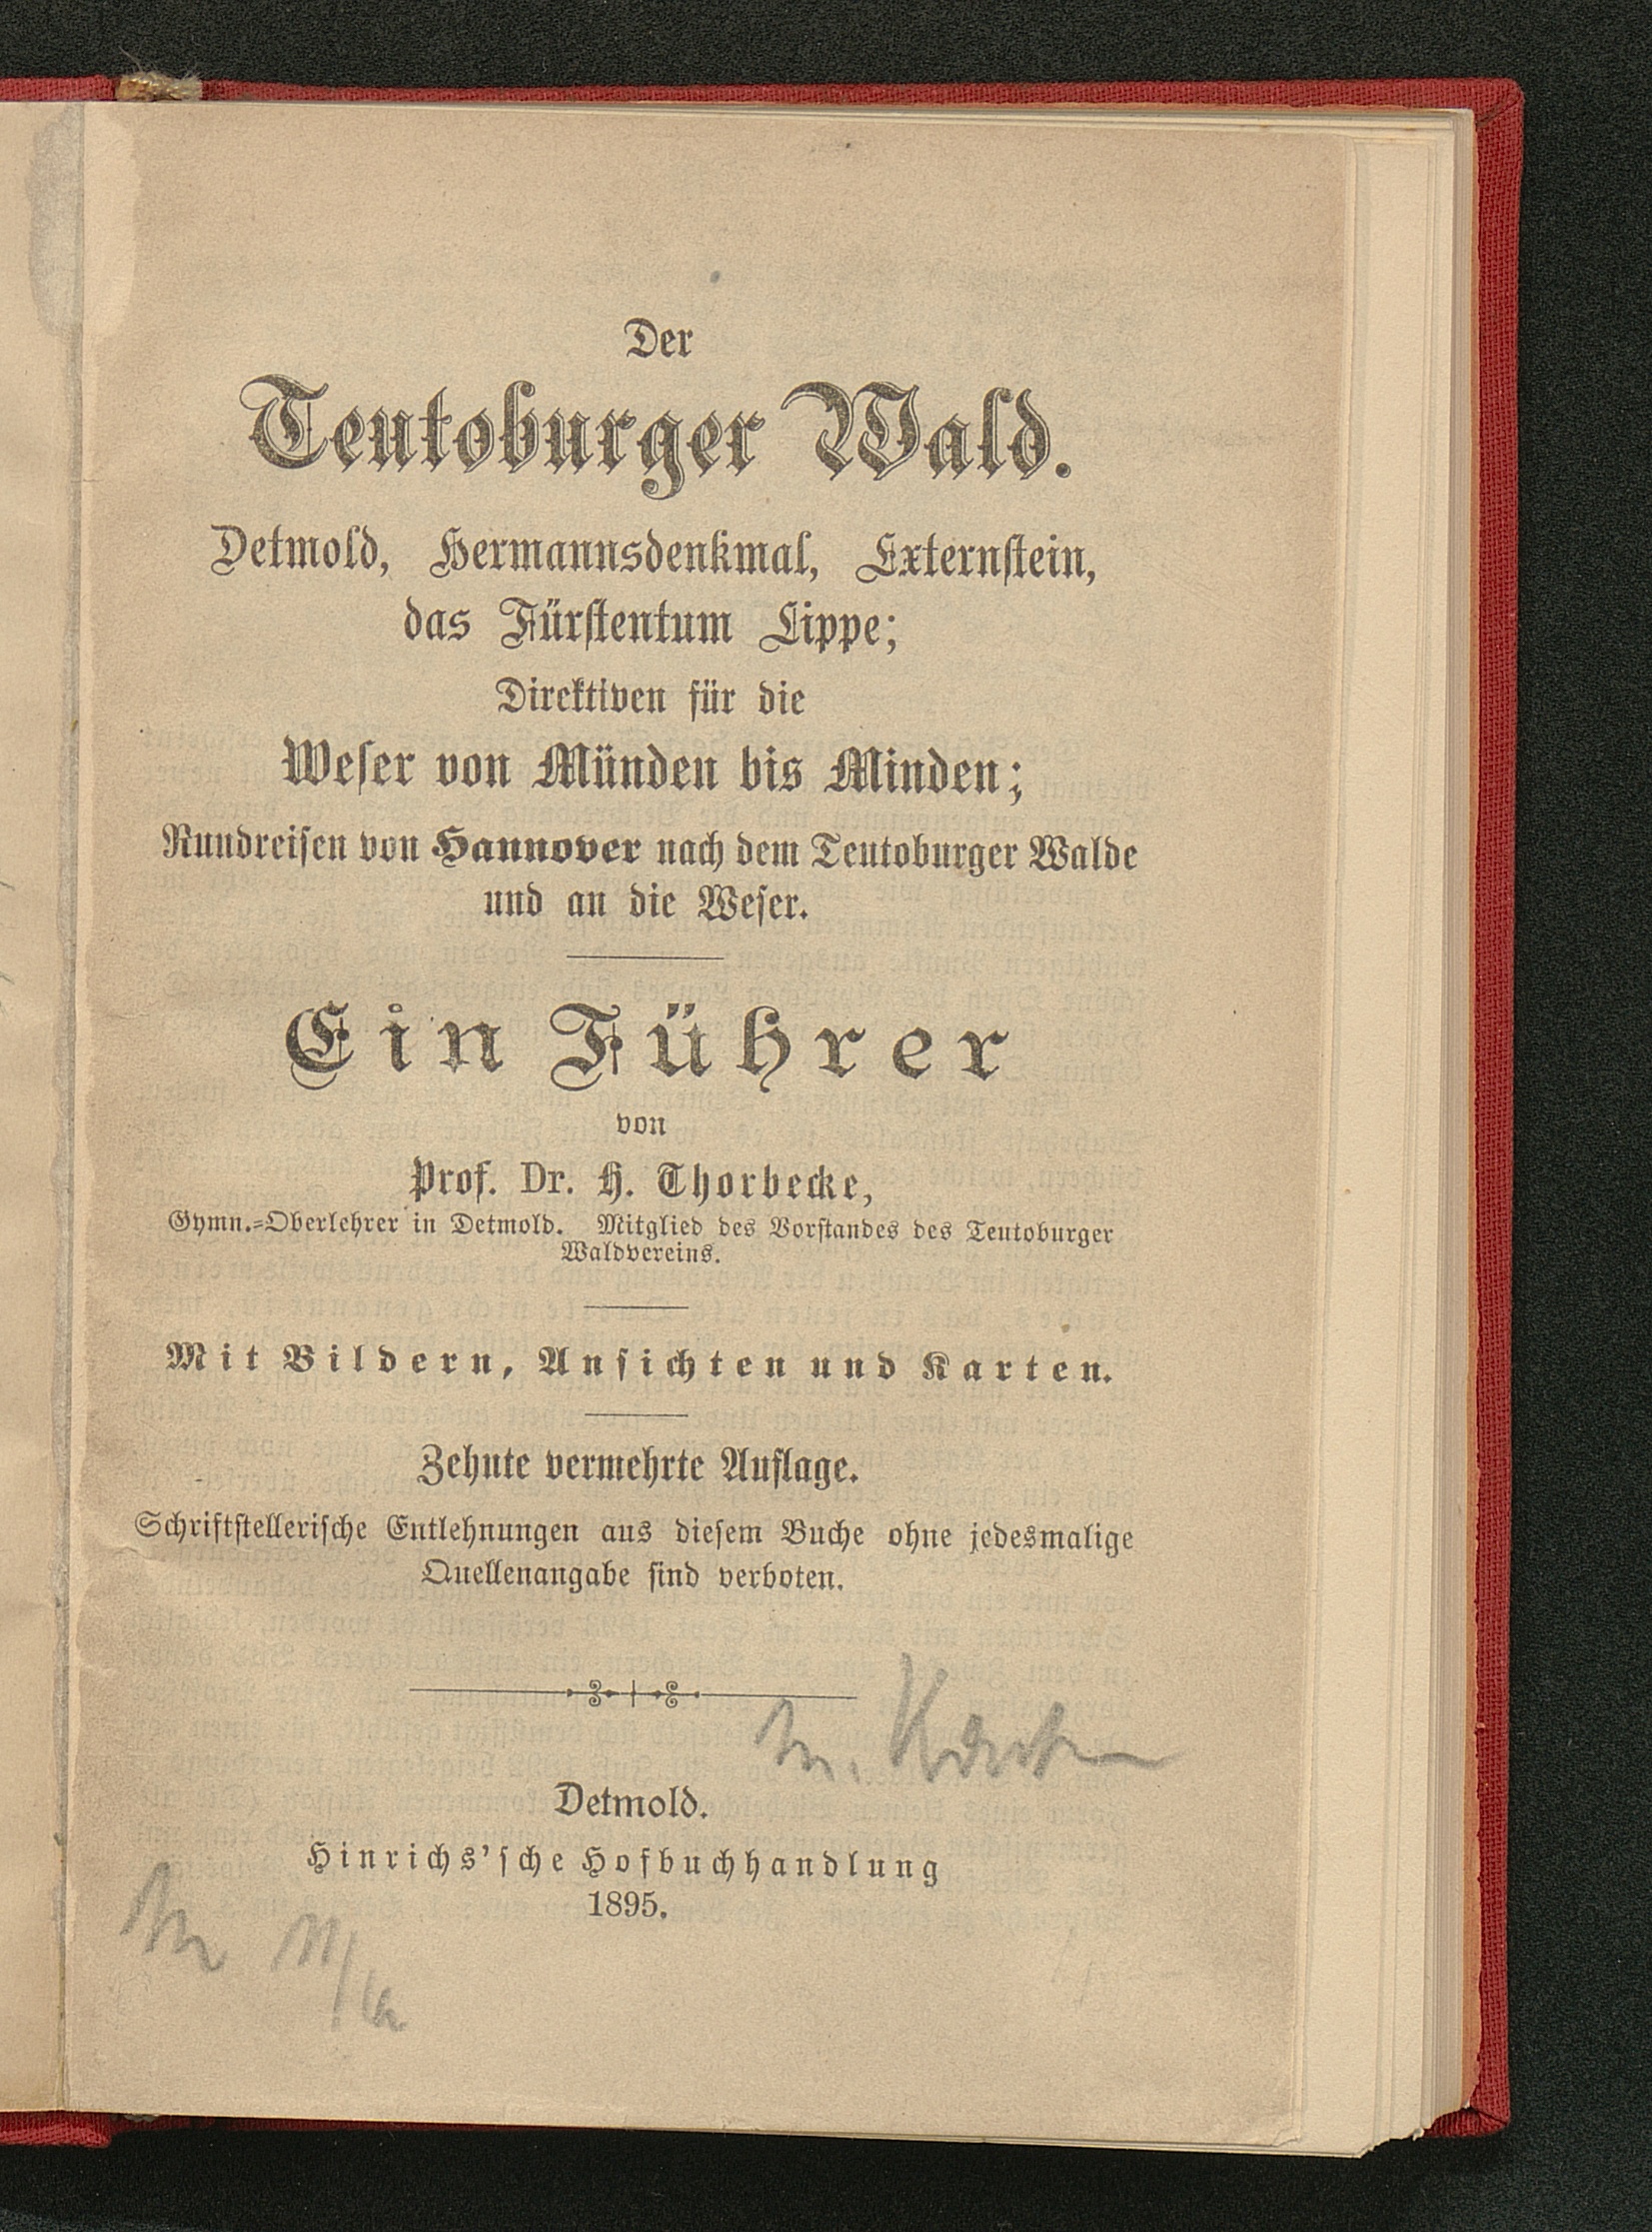 Der
Teutoburger Wald.
Detmold, Hermannsdenkmal, Externstein,
das Fürstentum Lippe;
Direktiven für die
Weser von Münden bis Minden;
Rundreisen von Hannover nach dem Teutoburger Walde
und an die Weser.
Ein Führer
von
Prof. Dr. H. Thorbecke,
Gymn.-Oberlehrer in Detmold. Mitglied des Vorstandes des Teutoburger
Waldvereins.
Mit Bildern, Ansichten und Karten.
Zehnte vermehrte Auflage.
Schriftstellerische Entlehnungen aus diesem Buche ohne jedesmalige
Quellenangabe sind verboten.
m. Karten
Detmold.
Hinrichs'sche Hofbuchhandlung
1895.